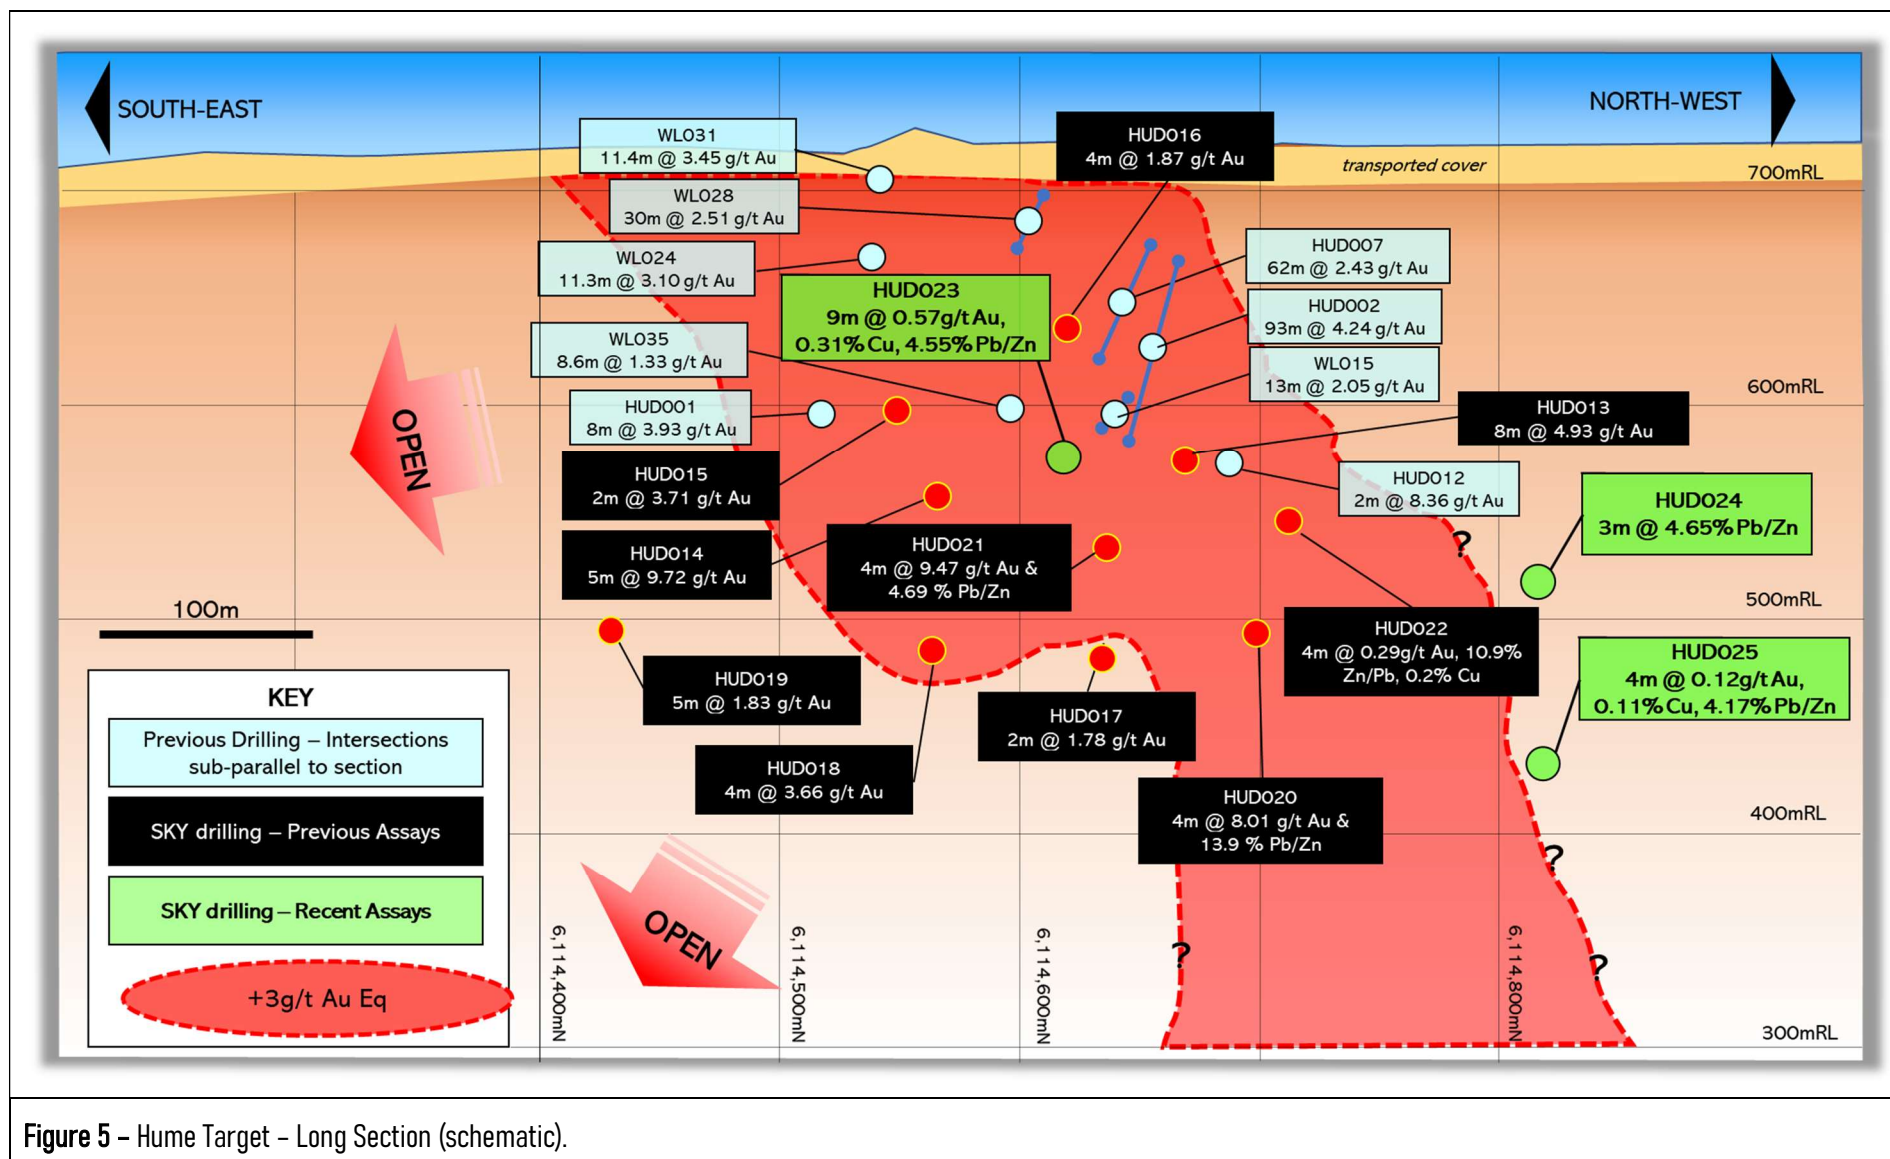 SOUTH-EAST
NORTH-WEST
WL031
11.4m @ 3.45 g/t Au
HUD016
4m @ 1.87 g/t Au
transported cover
700mRL
WL028
30m @ 2.51 g/t Au
WL024
11.3m @ 3.10 g/t Au
HUD007
62m @ 2.43 g/t Au
HUD023
9m @ 0.57g/t Au,
0.31% Cu, 4.55% Pb/Zn
HUD002
93m @ 4.24 g/t Au
WL035
8.6m @ 1.33 g/t Au
WL015
13m @ 2.05 g/t Au
600mRL
HUD001
8m @ 3.93 g/t Au
HUD013
8m @ 4.93 g/t Au
OPEN
HUD015
2m @ 3.71 g/t Au
HUD012
2m @ 8.36 g/t Au
HUD024
3m @ 4.65% Pb/Zn
?
HUD014
5m @ 9.72 g/t Au
HUD021
4m @ 9.47 g/t Au &
4.69 % Pb/Zn
100m
500mRL
HUD022
4m @ 0.29g/t Au, 10.9%
Zn/Pb, 0.2% Cu
HUD025
4m @ 0.12g/t Au,
0.11% Cu, 4.17% Pb/Zn
HUD019
5m @ 1.83 g/t Au
HUD017
2m @ 1.78 g/t Au
HUD018
4m @ 3.66 g/t Au
HUD020
4m @ 8.01 g/t Au &
13.9 % Pb/Zn
400mRL
?
KEY
Previous Drilling – Intersections
sub-parallel to section
SKY drilling – Previous Assays
SKY drilling – Recent Assays
+3g/t Au Eq
OPEN
?
?
6,114,400mN
6,114,500mN
6,114,600mN
6,114,800mN
300mRL
Figure 5 – Hume Target – Long Section (schematic).